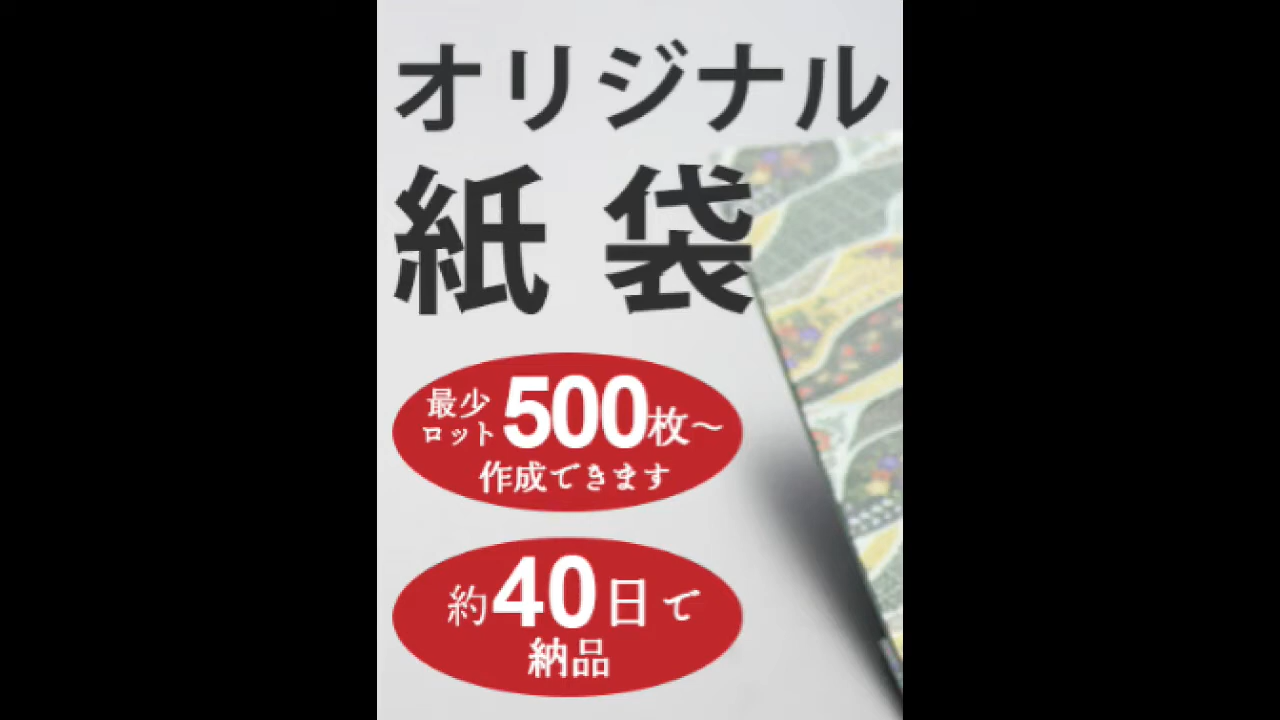 オリジナル
紙袋
最少
ロット
500枚〜
作成できます
約40日で
納品